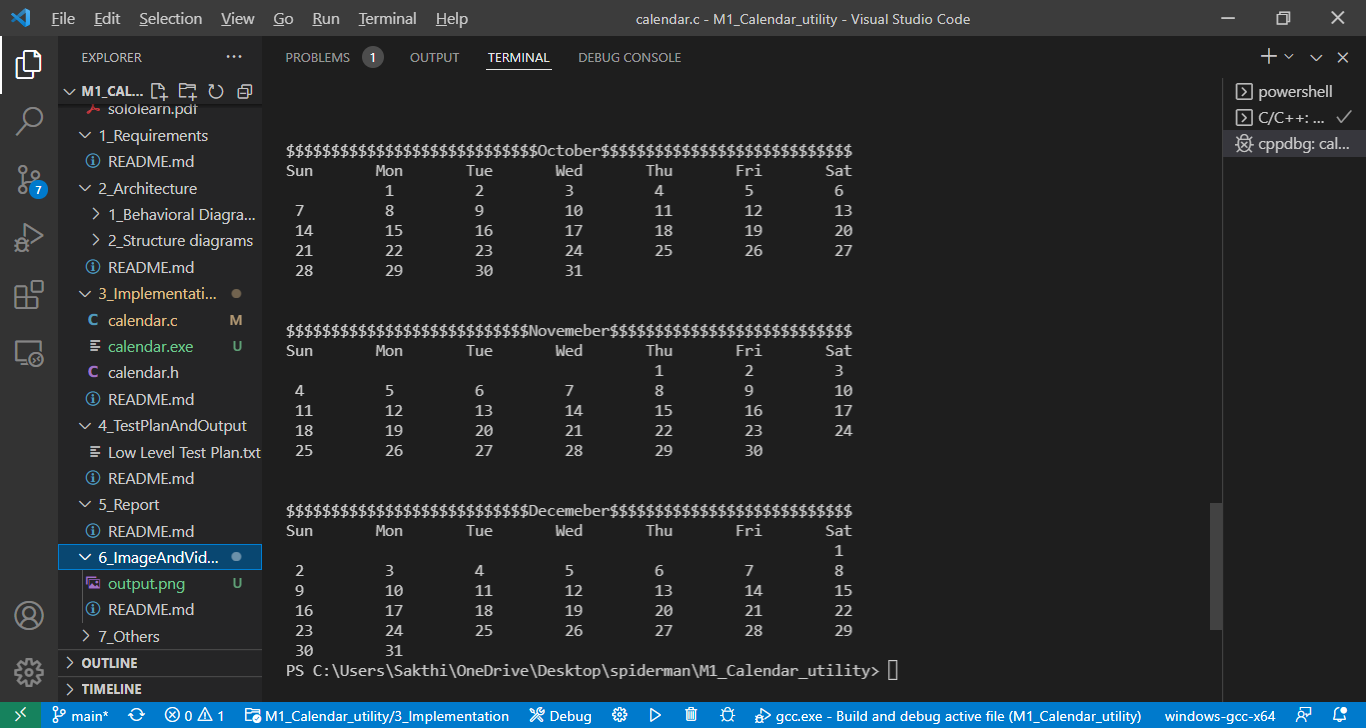 File Edit Selection View Go Run Terminal Help
calendar.c - M1_Calendar_utility - Visual Studio Code
EXPLORER
M1_CAL...
sololearn.pdf
1_Requirements
README.md
2_Architecture
1_Behavioral Diagra...
2_Structure diagrams
README.md
3_Implementati...
C calendar.c M
calendar.exe U
C calendar.h
README.md
4_TestPlanAndOutput
Low Level Test Plan.txt
README.md
5_Report
README.md
6_ImageAndVid...
output.png U
README.md
7_Others
OUTLINE
TIMELINE
7
PROBLEMS 1 OUTPUT TERMINAL DEBUG CONSOLE
$$$$$$$$$$$$$$$$$$$$$$$$$$$$October$$$$$$$$$$$$$$$$$$$$$$$$$$$$
Sun Mon Tue Wed Thu Fri Sat
1 2 3 4 5 6
7 8 9 10 11 12 13
14 15 16 17 18 19 20
21 22 23 24 25 26 27
28 29 30 31
$$$$$$$$$$$$$$$$$$$$$$$$$$$Novemeber$$$$$$$$$$$$$$$$$$$$$$$$$$$
Sun Mon Tue Wed Thu Fri Sat
1 2 3
4 5 6 7 8 9 10
11 12 13 14 15 16 17
18 19 20 21 22 23 24
25 26 27 28 29 30
$$$$$$$$$$$$$$$$$$$$$$$$$$$Decemeber$$$$$$$$$$$$$$$$$$$$$$$$$$$
Sun Mon Tue Wed Thu Fri Sat
1
2 3 4 5 6 7 8
9 10 11 12 13 14 15
16 17 18 19 20 21 22
23 24 25 26 27 28 29
30 31
PS C:\Users\Sakthi\OneDrive\Desktop\spiderman\M1_Calendar_utility>
powershell
C/C++: ...
cppdbg: cal...
main* 0 1 M1_Calendar_utility/3_Implementation Debug gcc.exe - Build and debug active file (M1_Calendar_utility) windows-gcc-x64